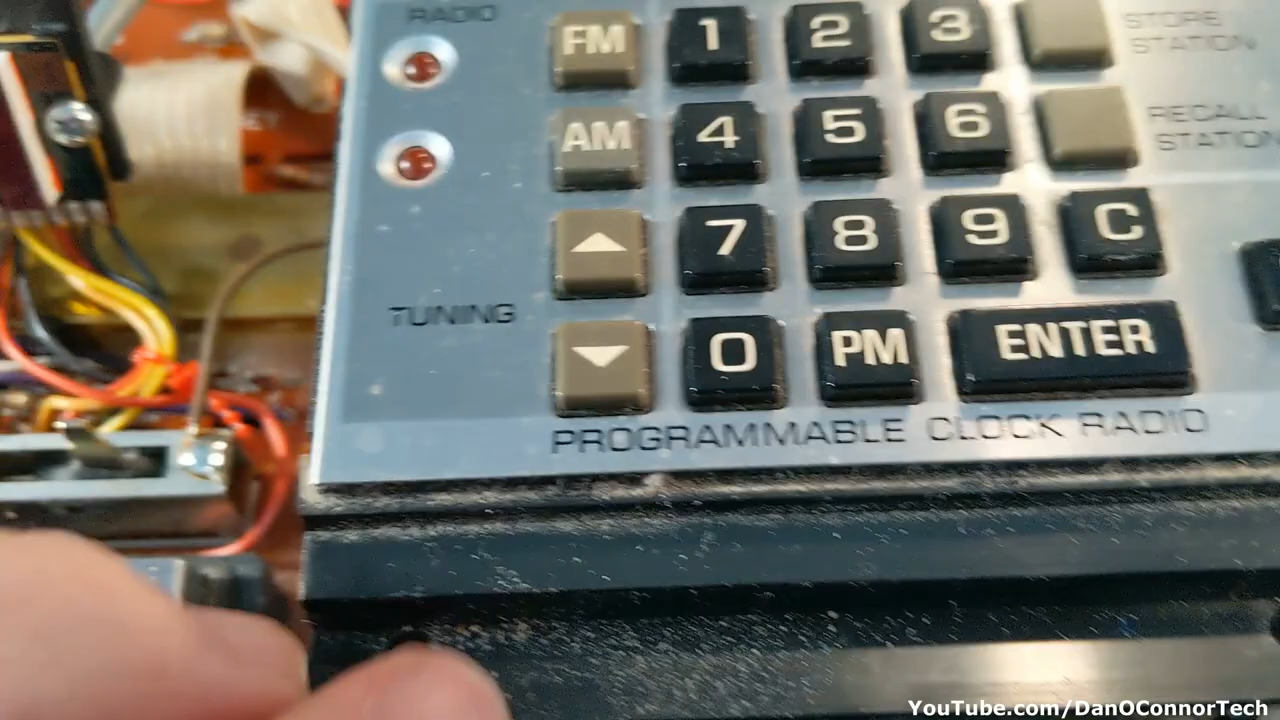 RADIO
FM 1 2 3 STORE STATION
AM 4 5 6 RECALL STATION
7 8 9 C
TUNING
0 PM ENTER
PROGRAMMABLE CLOCK RADIO
YouTube.com/DanOConnorTech